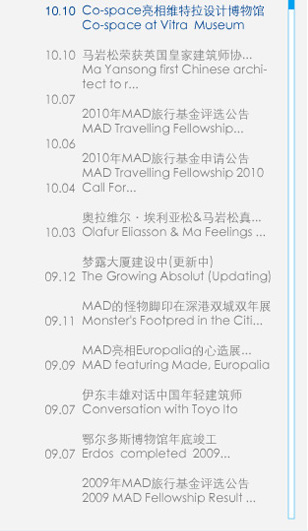 10.10 Co-space亮相维特拉设计博物馆
Co-space at Vitra Museum
10.10 马岩松荣获英国皇家建筑师协...
Ma Yansong first Chinese archi-
tect to r...
10.07
2010年MAD旅行基金评选公告
MAD Travelling Fellowship...
10.06
2010年MAD旅行基金申请公告
MAD Travelling Fellowship 2010
10.04 Call For...
奥拉维尔·埃利亚松&马岩松真...
10.03 Olafur Eliasson & Ma Feelings ...
梦露大厦建设中(更新中)
09.12 The Growing Absolut (Updating)
MAD的怪物脚印在深港双城双年展
09.11 Monster's Footpred in the Citi...
MAD亮相Europalia的心造展...
09.09 MAD featuring Made, Europalia
伊东丰雄对话中国年轻建筑师
09.07 Conversation with Toyo Ito
鄂尔多斯博物馆年底竣工
09.07 Erdos completed 2009...
2009年MAD旅行基金评选公告
2009 MAD Fellowship Result ...